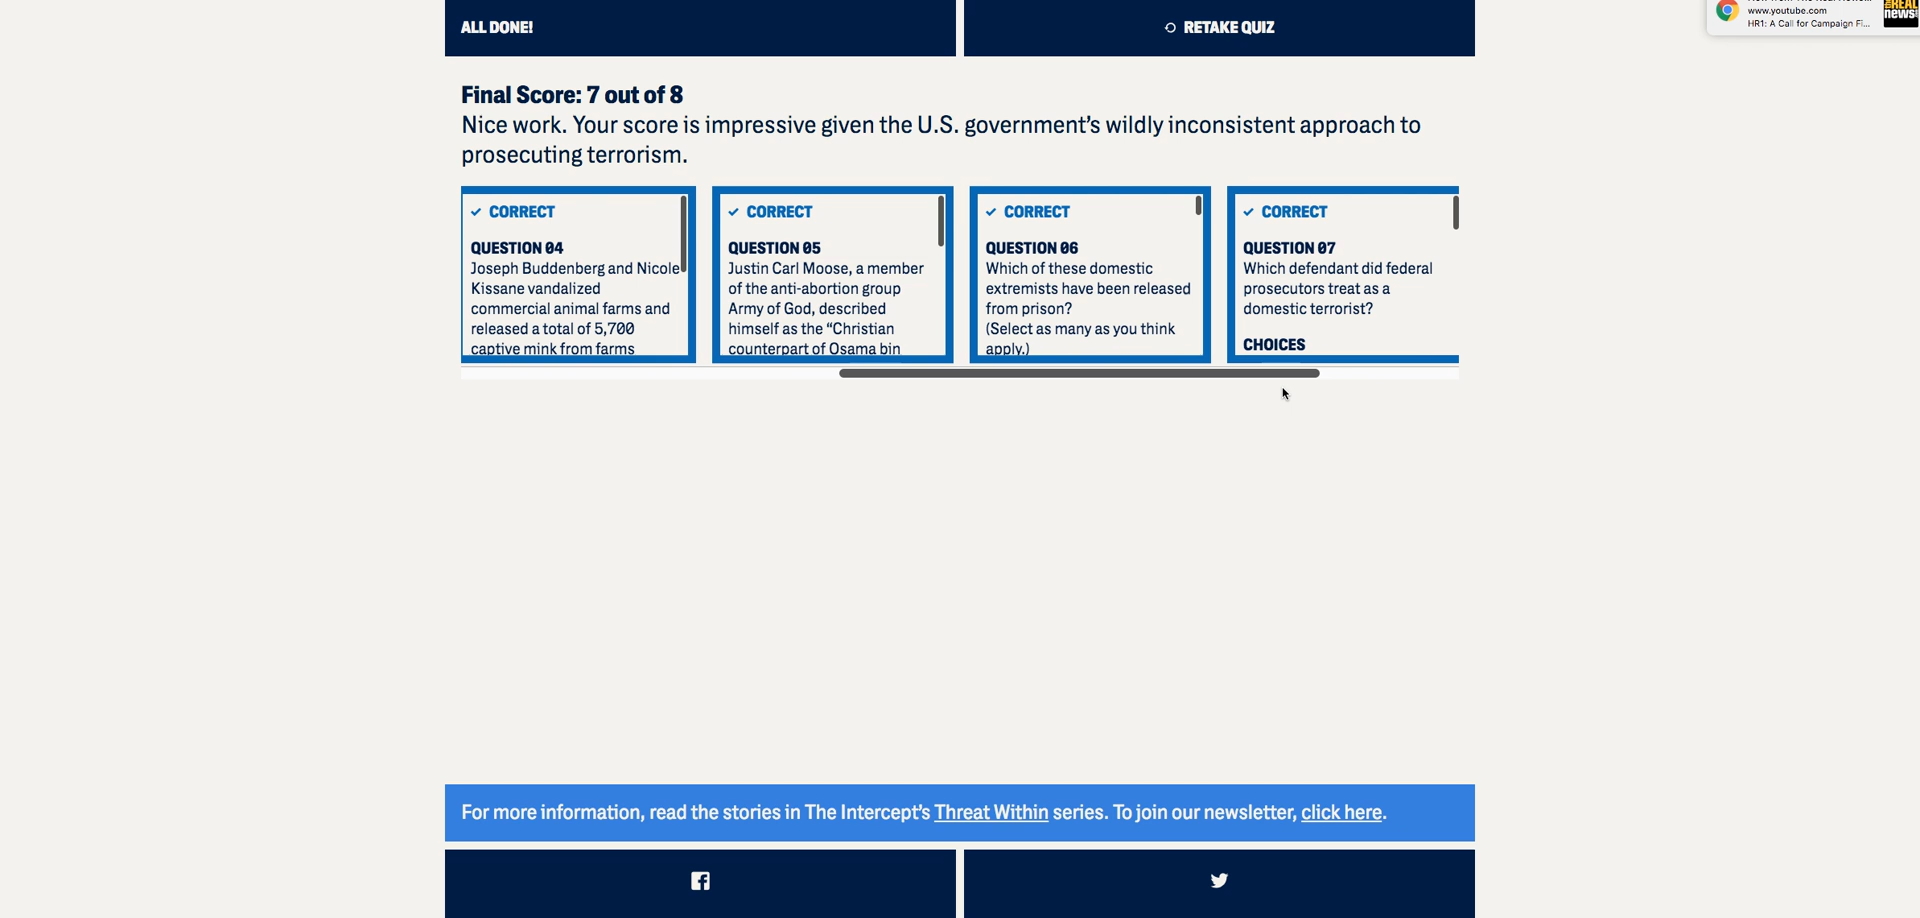 ALL DONE!
RETAKE QUIZ
www.youtube.com
HR1: A Call for Campaign Fi...
REAL
news
Final Score: 7 out of 8
Nice work. Your score is impressive given the U.S. government’s wildly inconsistent approach to
prosecuting terrorism.
CORRECT
QUESTION 04
Joseph Buddenberg and Nicole
Kissane vandalized
commercial animal farms and
released a total of 5,700
captive mink from farms
CORRECT
QUESTION 05
Justin Carl Moose, a member
of the anti-abortion group
Army of God, described
himself as the “Christian
counterpart of Osama bin
CORRECT
QUESTION 06
Which of these domestic
extremists have been released
from prison?
(Select as many as you think
apply.)
CORRECT
QUESTION 07
Which defendant did federal
prosecutors treat as a
domestic terrorist?
CHOICES
For more information, read the stories in The Intercept’s Threat Within series. To join our newsletter, click here.